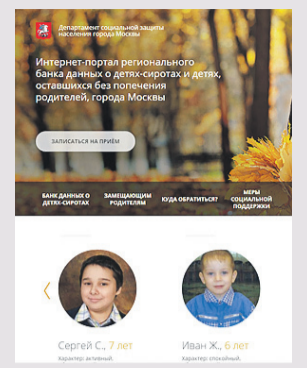 Департамент социальной защиты
населения города Москвы
Интернет-портал регионального
банка данных о детях-сиротах и детях,
оставшихся без попечения
родителей, города Москвы
ЗАПИСАТЬСЯ НА ПРИЁМ
БАНК ДАННЫХ О
ДЕТЯХ-СИРОТАХ
ЗАМЕЩАЮЩИМ
РОДИТЕЛЯМ
КУДА ОБРАТИТЬСЯ?
МЕРЫ
СОЦИАЛЬНОЙ
ПОДДЕРЖКИ
Сергей С., 7 лет
Характер: активный,
Иван Ж., 6 лет
Характер: спокойный,